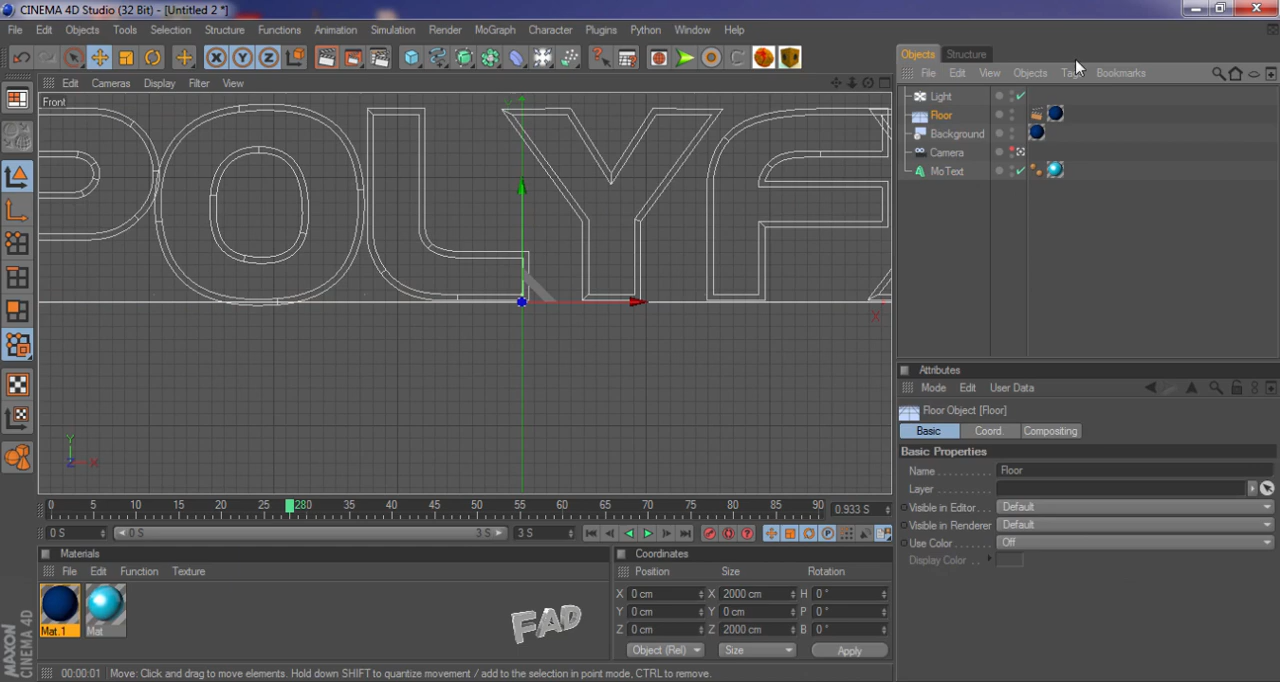 CINEMA 4D Studio (32 Bit) - [Untitled 2 *]
File Edit Objects Tools Selection Structure Functions Animation Simulation Render MoGraph Character Plugins Python Window Help
Objects Structure
File Edit View Objects Bookmarks
Edit Cameras Display Filter View
Front
POLYFA
Y
X
Light
Floor
Background
Camera
MoText
Attributes
Mode Edit User Data
Floor Object [Floor]
Basic Coord. Compositing
Basic Properties
Name Floor
Layer
Visible in Editor Default
Visible in Renderer Default
Use Color Off
Display Color
Y
Z X
0 5 10 15 20 25 280 35 40 45 50 55 60 65 70 75 80 85 90 0.933 S
0 S 0 S 3 S 3 S
Materials
File Edit Function Texture
Mat.1 Mat
FAD
Coordinates
Position Size Rotation
X 0 cm X 2000 cm H 0 °
Y 0 cm Y 0 cm P 0 °
Z 0 cm Z 2000 cm B 0 °
Object (Rel) Size Apply
MAXON CINEMA 4D
00:00:01 Move: Click and drag to move elements. Hold down SHIFT to quantize movement / add to the selection in point mode, CTRL to remove.